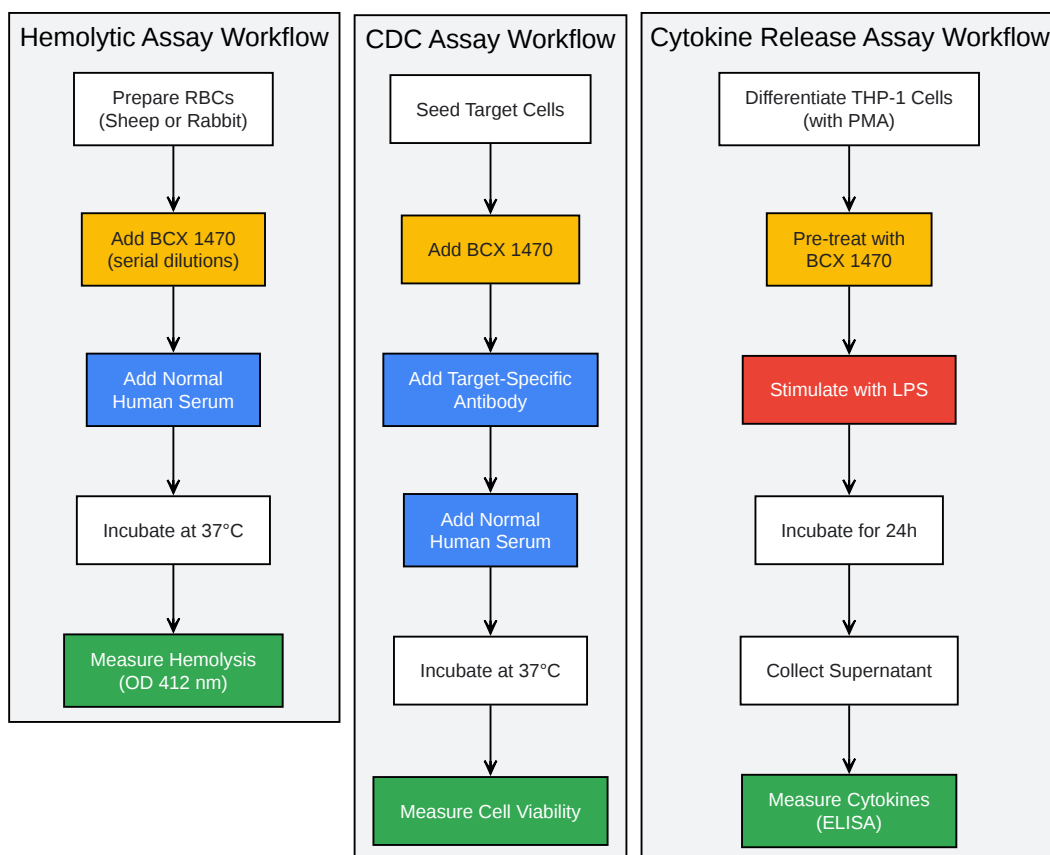 Hemolytic Assay Workflow
Prepare RBCs
(Sheep or Rabbit)
Add BCX 1470
(serial dilutions)
Add Normal
Human Serum
Incubate at 37°C
Measure Hemolysis
(OD 412 nm)
CDC Assay Workflow
Seed Target Cells
Add BCX 1470
Add Target-Specific
Antibody
Add Normal
Human Serum
Incubate at 37°C
Measure Cell Viability
Cytokine Release Assay Workflow
Differentiate THP-1 Cells
(with PMA)
Pre-treat with
BCX 1470
Stimulate with LPS
Incubate for 24h
Collect Supernatant
Measure Cytokines
(ELISA)